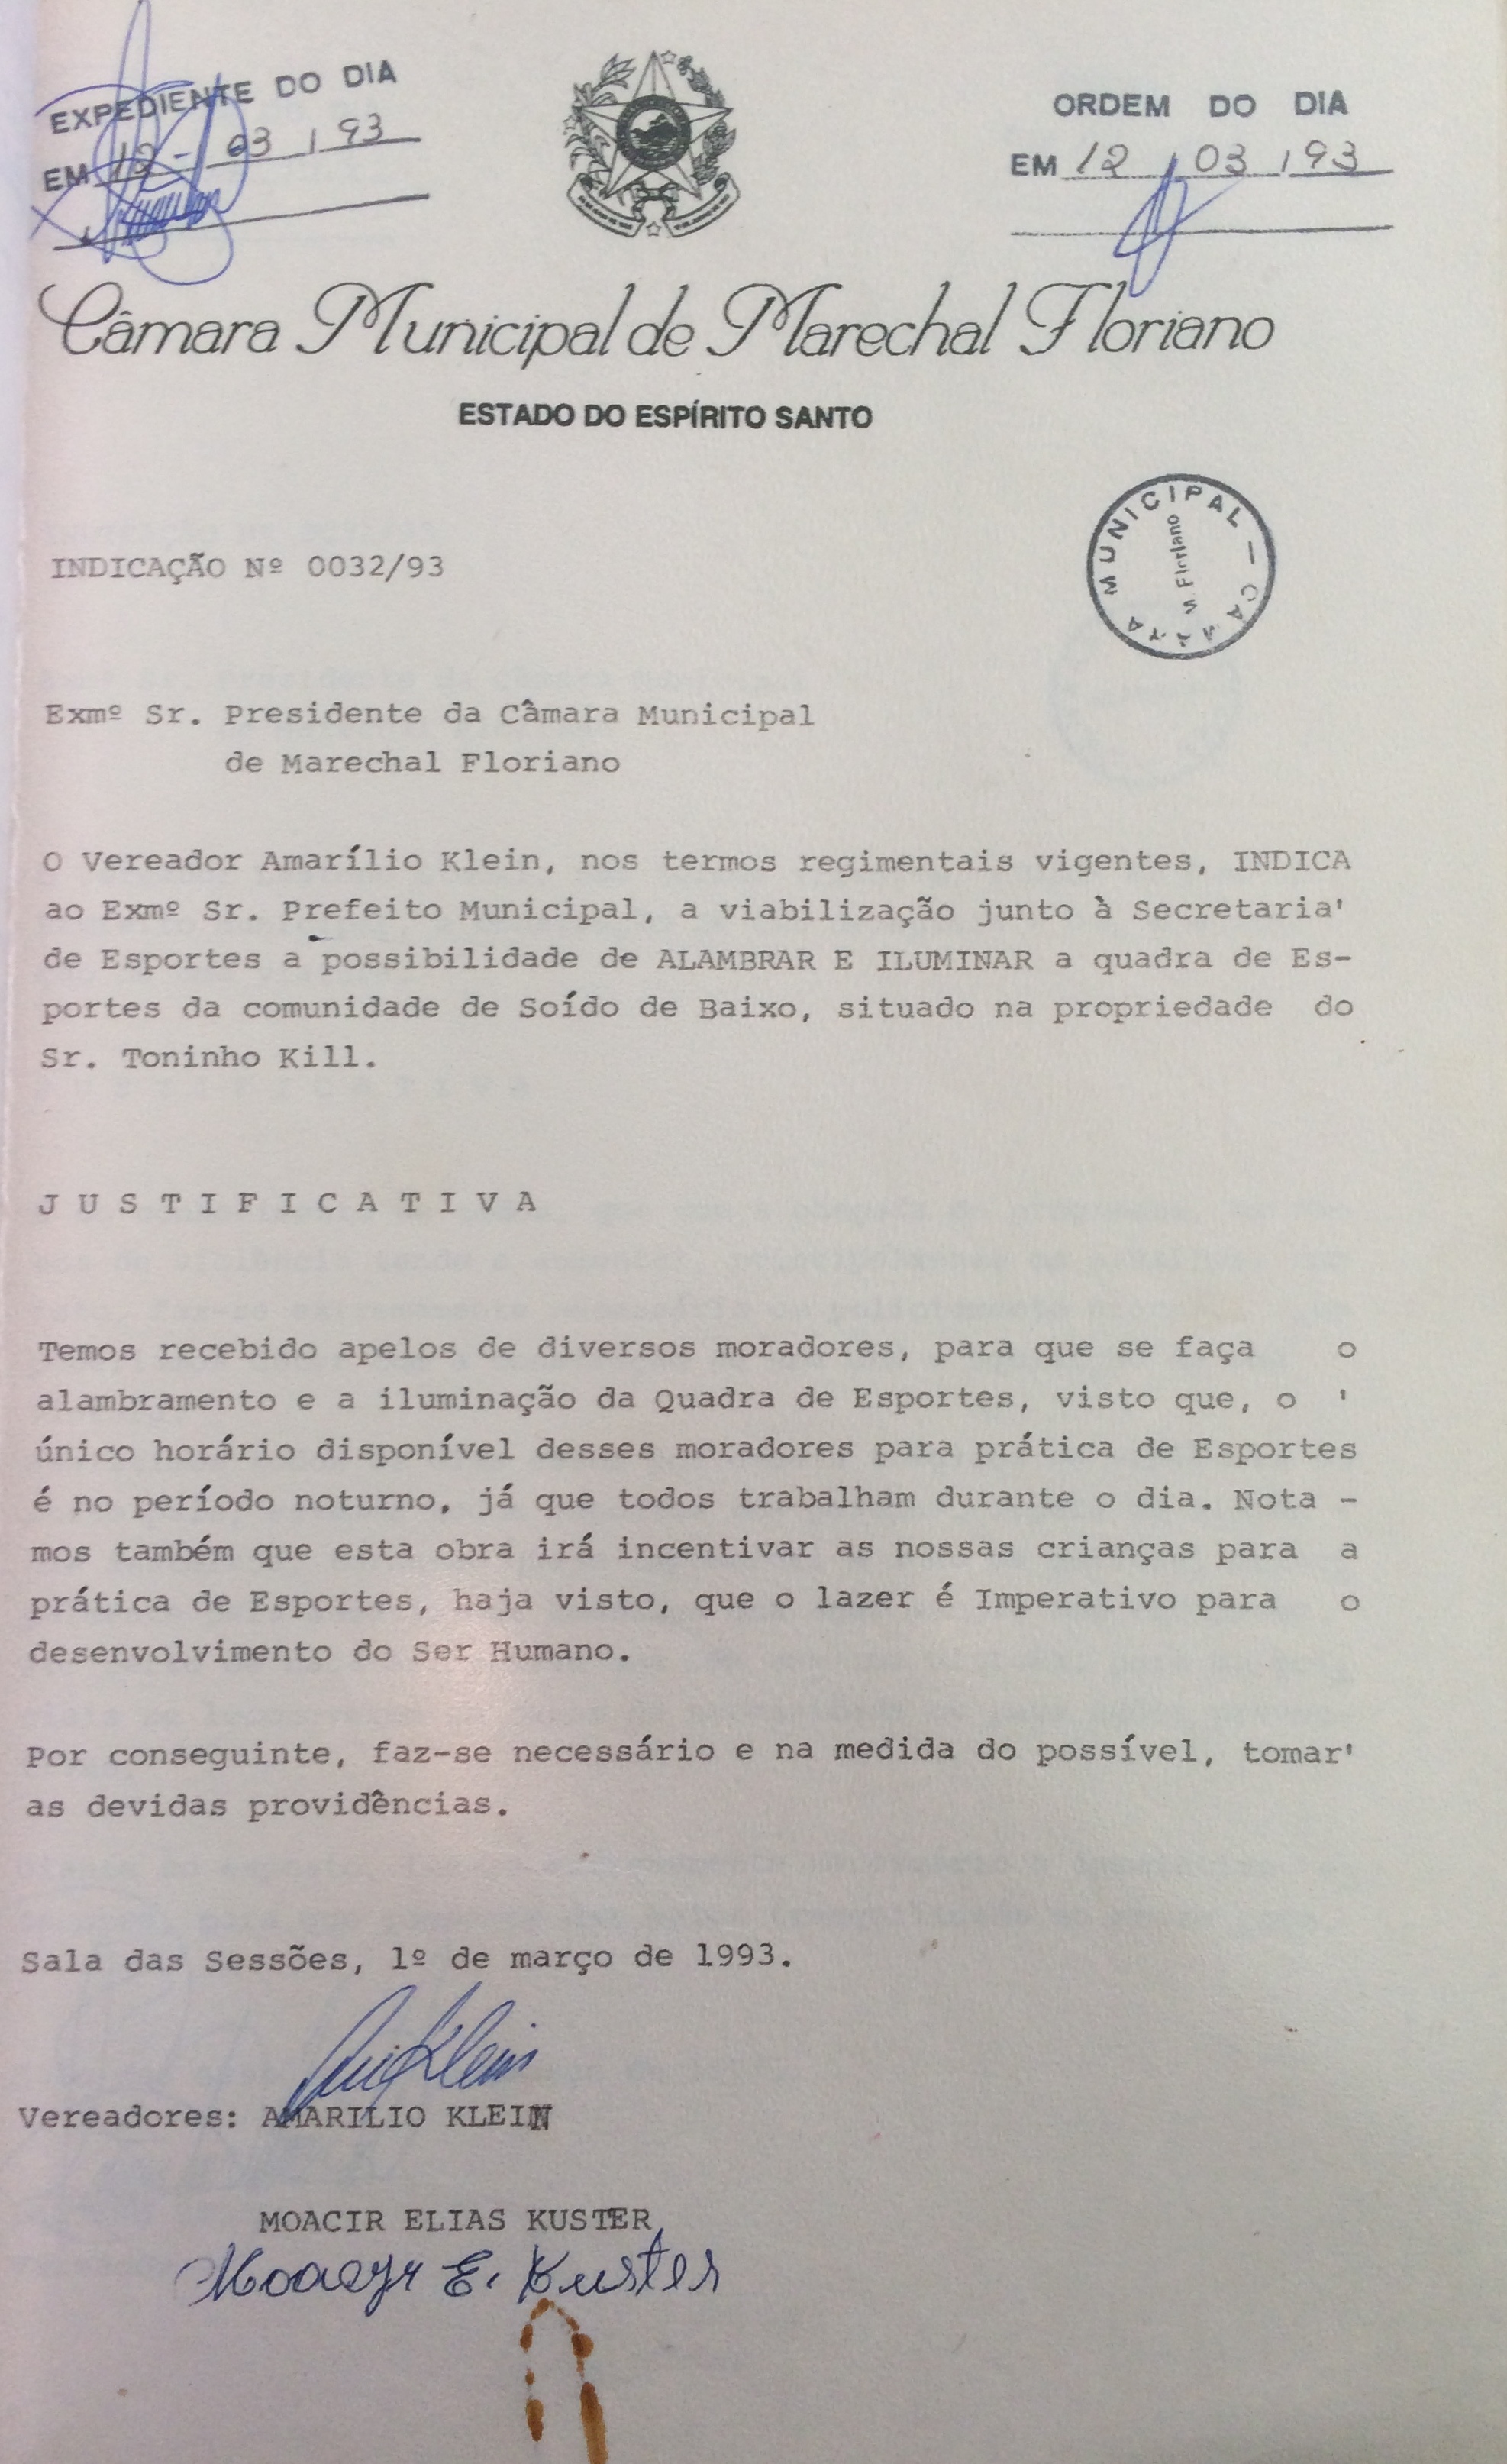 EXPEDIENTE DO DIA
EM 12 - 03 / 93
ORDEM DO DIA
EM 12 / 03 / 93
Câmara Municipal de Marechal Floriano
ESTADO DO ESPÍRITO SANTO
MUNICIPAL — CAMARA
M. Floriano
INDICAÇÃO Nº 0032/93
Exmº Sr. Presidente da Câmara Municipal
de Marechal Floriano
O Vereador Amarílio Klein, nos termos regimentais vigentes, INDICA
ao Exmº Sr. Prefeito Municipal, a viabilização junto à Secretaria'
de Esportes a possibilidade de ALAMBRAR E ILUMINAR a quadra de Es-
portes da comunidade de Soído de Baixo, situado na propriedade do
Sr. Toninho Kill.
J U S T I F I C A T I V A
Temos recebido apelos de diversos moradores, para que se faça o
alambramento e a iluminação da Quadra de Esportes, visto que, o '
único horário disponível desses moradores para prática de Esportes
é no período noturno, já que todos trabalham durante o dia. Nota -
mos também que esta obra irá incentivar as nossas crianças para a
prática de Esportes, haja visto, que o lazer é Imperativo para o
desenvolvimento do Ser Humano.
Por conseguinte, faz-se necessário e na medida do possível, tomar'
as devidas providências.
Sala das Sessões, 1º de março de 1993.
Klein
Vereadores: AMARILIO KLEIN
MOACIR ELIAS KUSTER
Moacyr E. Kuster